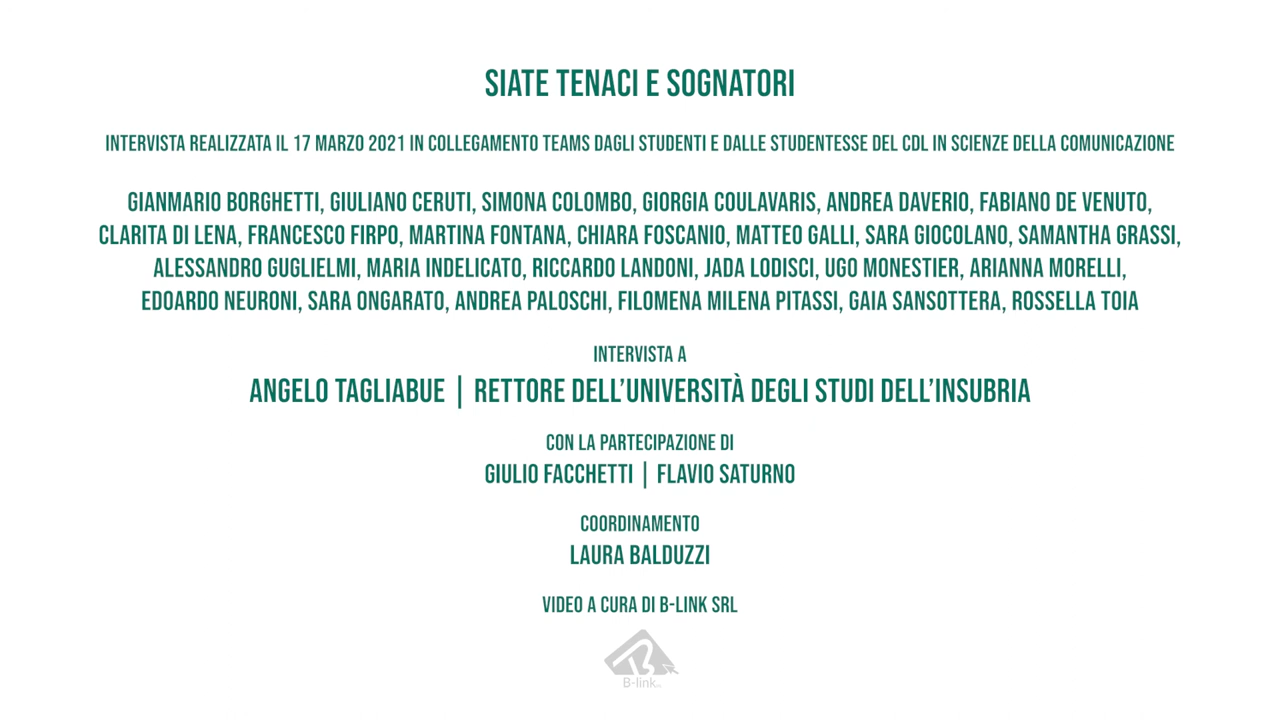 SIATE TENACI E SOGNATORI
INTERVISTA REALIZZATA IL 17 MARZO 2021 IN COLLEGAMENTO TEAMS DAGLI STUDENTI E DALLE STUDENTESSE DEL CDL IN SCIENZE DELLA COMUNICAZIONE
GIANMARIO BORGHETTI, GIULIANO CERUTI, SIMONA COLOMBO, GIORGIA COULAVARIS, ANDREA DAVERIO, FABIANO DE VENUTO,
CLARITA DI LENA, FRANCESCO FIRPO, MARTINA FONTANA, CHIARA FOSCANIO, MATTEO GALLI, SARA GIOCOLANO, SAMANTHA GRASSI,
ALESSANDRO GUGLIELMI, MARIA INDELICATO, RICCARDO LANDONI, JADA LODISCI, UGO MONESTIER, ARIANNA MORELLI,
EDOARDO NEURONI, SARA ONGARATO, ANDREA PALOSCHI, FILOMENA MILENA PITASSI, GAIA SANSOTTERA, ROSSELLA TOIA
INTERVISTA A
ANGELO TAGLIABUE | RETTORE DELL'UNIVERSITÀ DEGLI STUDI DELL'INSUBRIA
CON LA PARTECIPAZIONE DI
GIULIO FACCHETTI | FLAVIO SATURNO
COORDINAMENTO
LAURA BALDUZZI
VIDEO A CURA DI B-LINK SRL
B-link